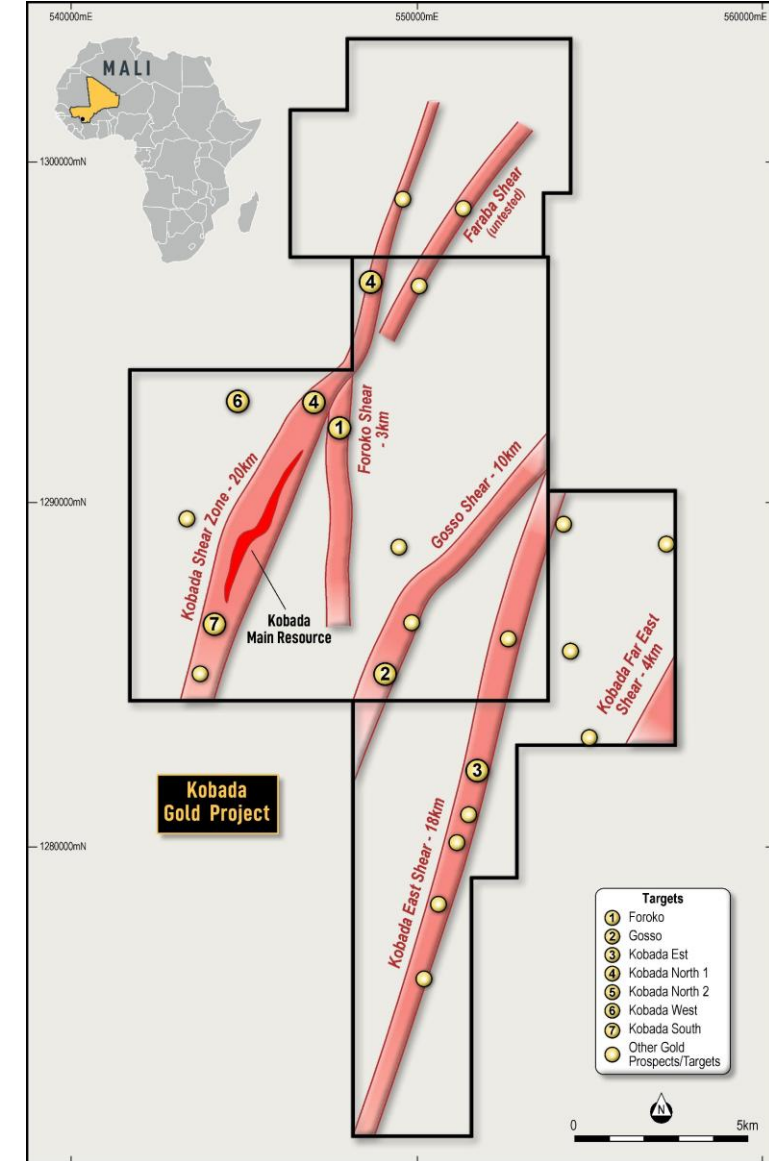 540000mE
550000mE
560000mE
MALI
1300000mN
Faraba Shear
(untested)
4
6
4
1
Foroko Shear
- 3km
Kobada Shear Zone - 20km
Gosso Shear - 10km
1290000mN
Kobada
Main Resource
7
2
Kobada Far East
Shear - 4km
3
Kobada
Gold Project
1280000mN
Kobada East Shear - 18km
Targets
1 Foroko
2 Gosso
3 Kobada Est
4 Kobada North 1
5 Kobada North 2
6 Kobada West
7 Kobada South
Other Gold
Prospects/Targets
N
0
5km